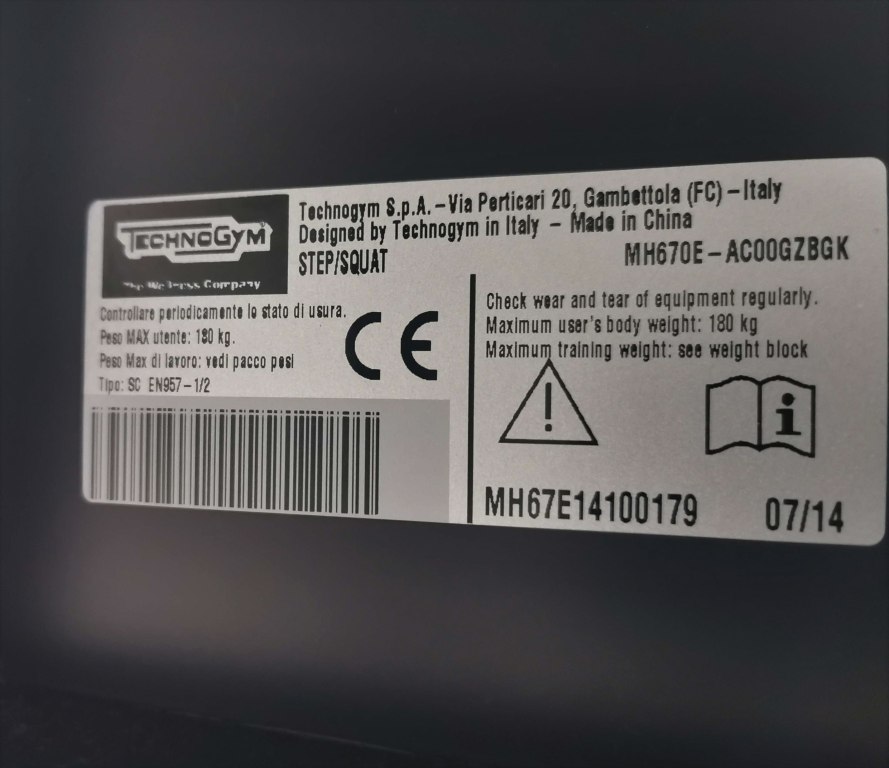 TECHNOGYM
The Wellness Company
Technogym S.p.A. – Via Perticari 20, Gambettola (FC) – Italy
Designed by Technogym in Italy – Made in China
STEP/SQUAT
MH670E – AC00GZBGK
Controllare periodicamente lo stato di usura.
Peso MAX utente: 180 kg.
Peso Max di lavoro: vedi pacco pesi
Tipo: SC EN957-1/2
CE
Check wear and tear of equipment regularly.
Maximum user's body weight: 180 kg
Maximum training weight: see weight block
MH67E14100179 07/14